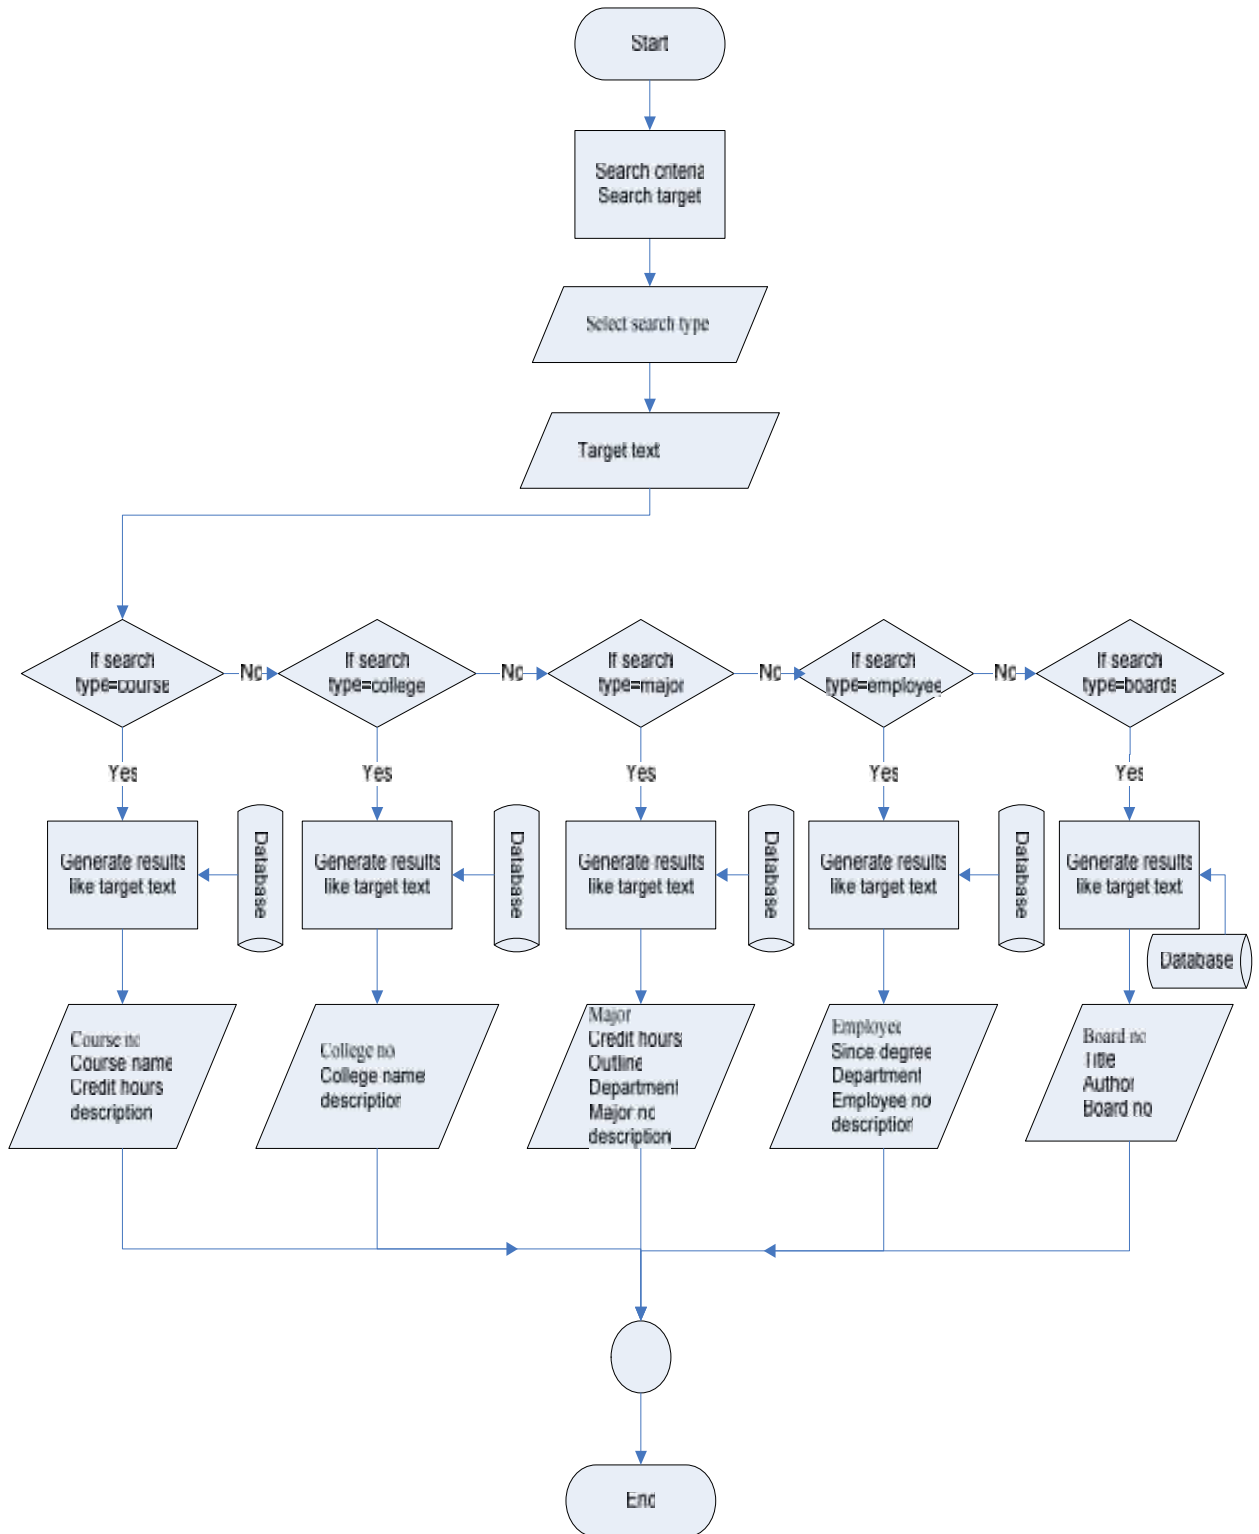 Start
Search criteria
Search target
Select search type
Target text
If search
type=course
No
If search
type=college
No
If search
type=major
No
If search
type=employee
No
If search
type=boards
Yes
Yes
Yes
Yes
Yes
Generate results
like target text
Database
Generate results
like target text
Database
Generate results
like target text
Database
Generate results
like target text
Database
Generate results
like target text
Database
Course no
Course name
Credit hours
description
College no
College name
description
Major
Credit hours
Outline
Department
Major no
description
Employee
Since degree
Department
Employee no
description
Board no
Title
Author
Board no
End